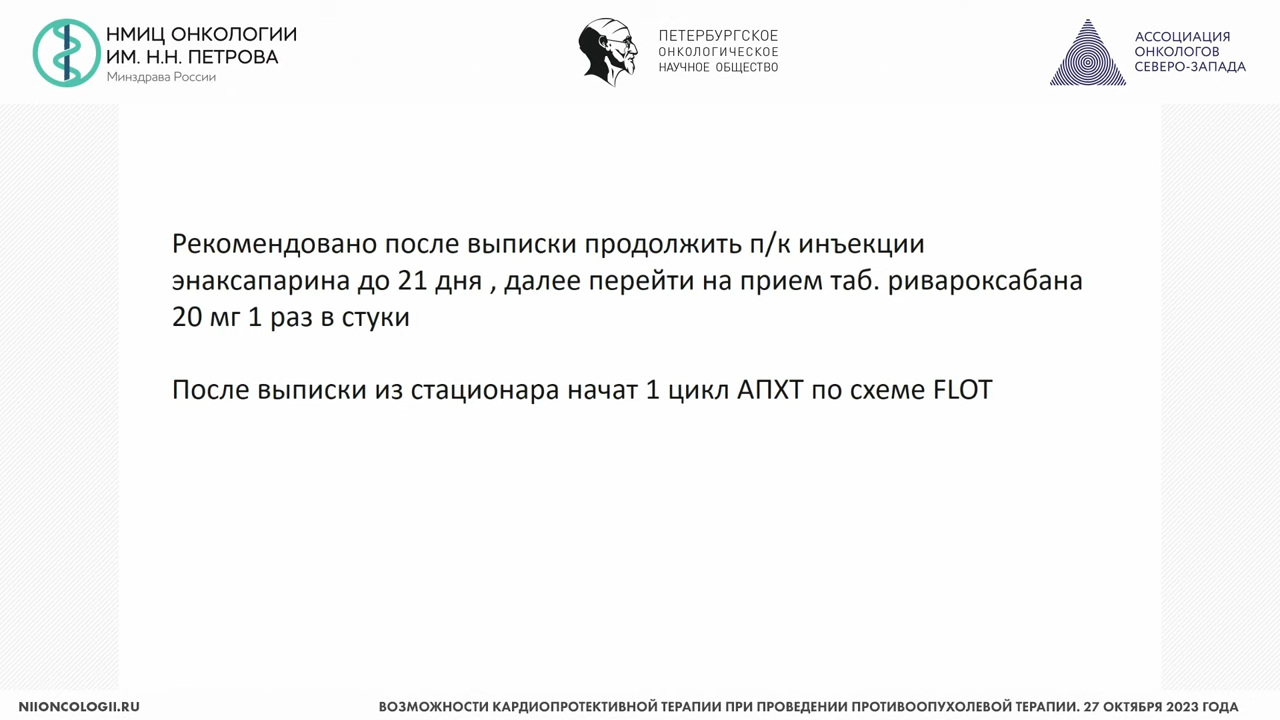 НМИЦ ОНКОЛОГИИ
ИМ. Н.Н. ПЕТРОВА
Минздрава России
ПЕТЕРБУРГСКОЕ
ОНКОЛОГИЧЕСКОЕ
НАУЧНОЕ ОБЩЕСТВО
АССОЦИАЦИЯ
ОНКОЛОГОВ
СЕВЕРО-ЗАПАДА
Рекомендовано после выписки продолжить п/к инъекции
энаксапарина до 21 дня , далее перейти на прием таб. ривароксабана
20 мг 1 раз в стуки
После выписки из стационара начат 1 цикл АПХТ по схеме FLOT
NIIONCOLOGII.RU
ВОЗМОЖНОСТИ КАРДИОПРОТЕКТИВНОЙ ТЕРАПИИ ПРИ ПРОВЕДЕНИИ ПРОТИВООПУХОЛЕВОЙ ТЕРАПИИ. 27 ОКТЯБРЯ 2023 ГОДА